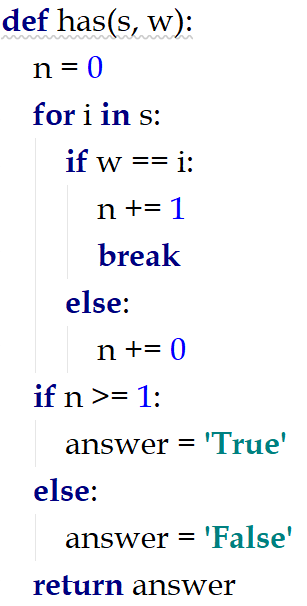 def has(s, w):
    n = 0
    for i in s:
        if w == i:
            n += 1
            break
        else:
            n += 0
    if n >= 1:
        answer = 'True'
    else:
        answer = 'False'
    return answer